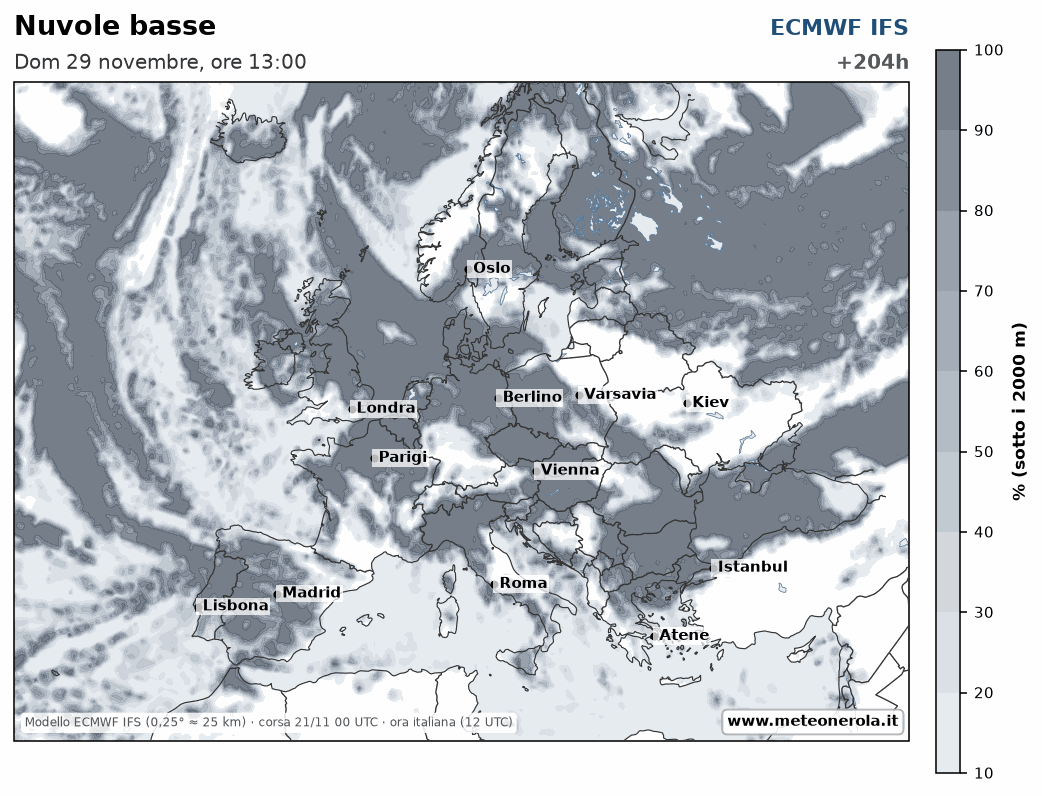 Nuvole basse
ECMWF IFS
Dom 29 novembre, ore 13:00
+204h
100
90
80
70
60
50
40
30
20
10
% (sotto i 2000 m)
Oslo
Berlino
Varsavia
Kiev
Londra
Parigi
Vienna
Istanbul
Roma
Madrid
Lisbona
Atene
Modello ECMWF IFS (0,25° ≈ 25 km) · corsa 21/11 00 UTC · ora italiana (12 UTC)
www.meteonerola.it